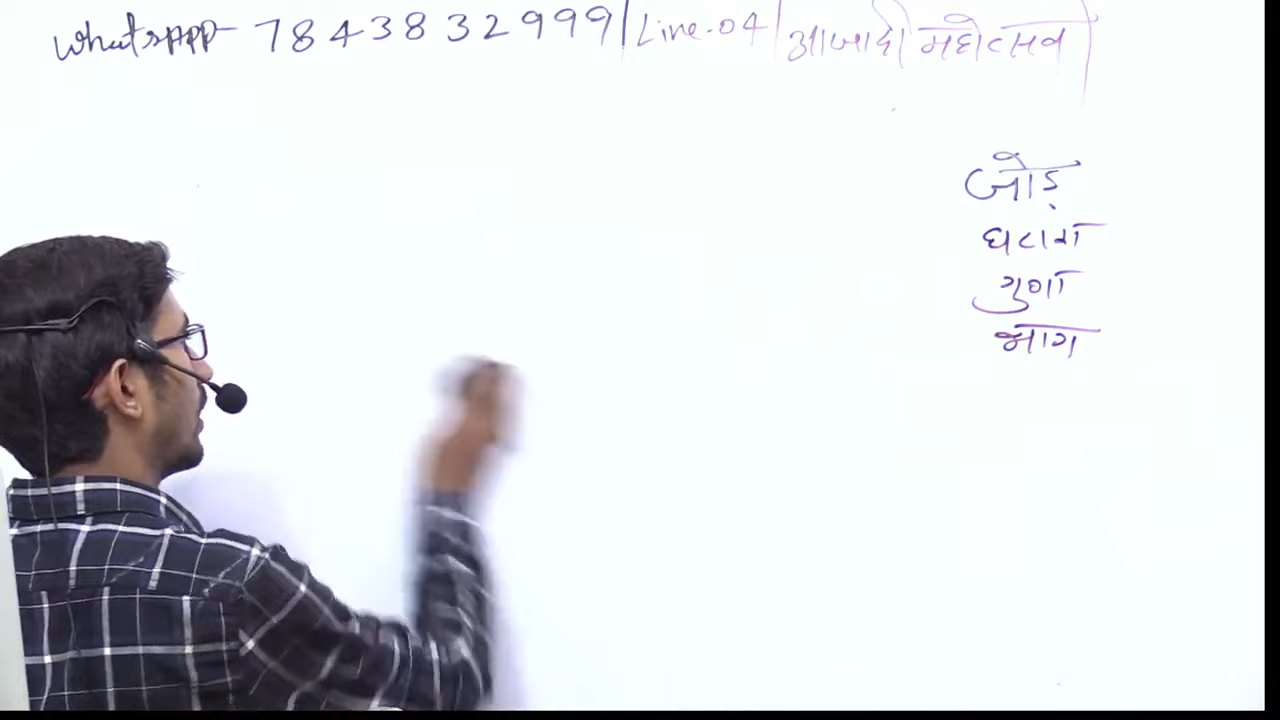 whatsapp- 7843832999 | Line-04 | आजादी महोत्सव
जोड़
घटाना
गुणा
भाग